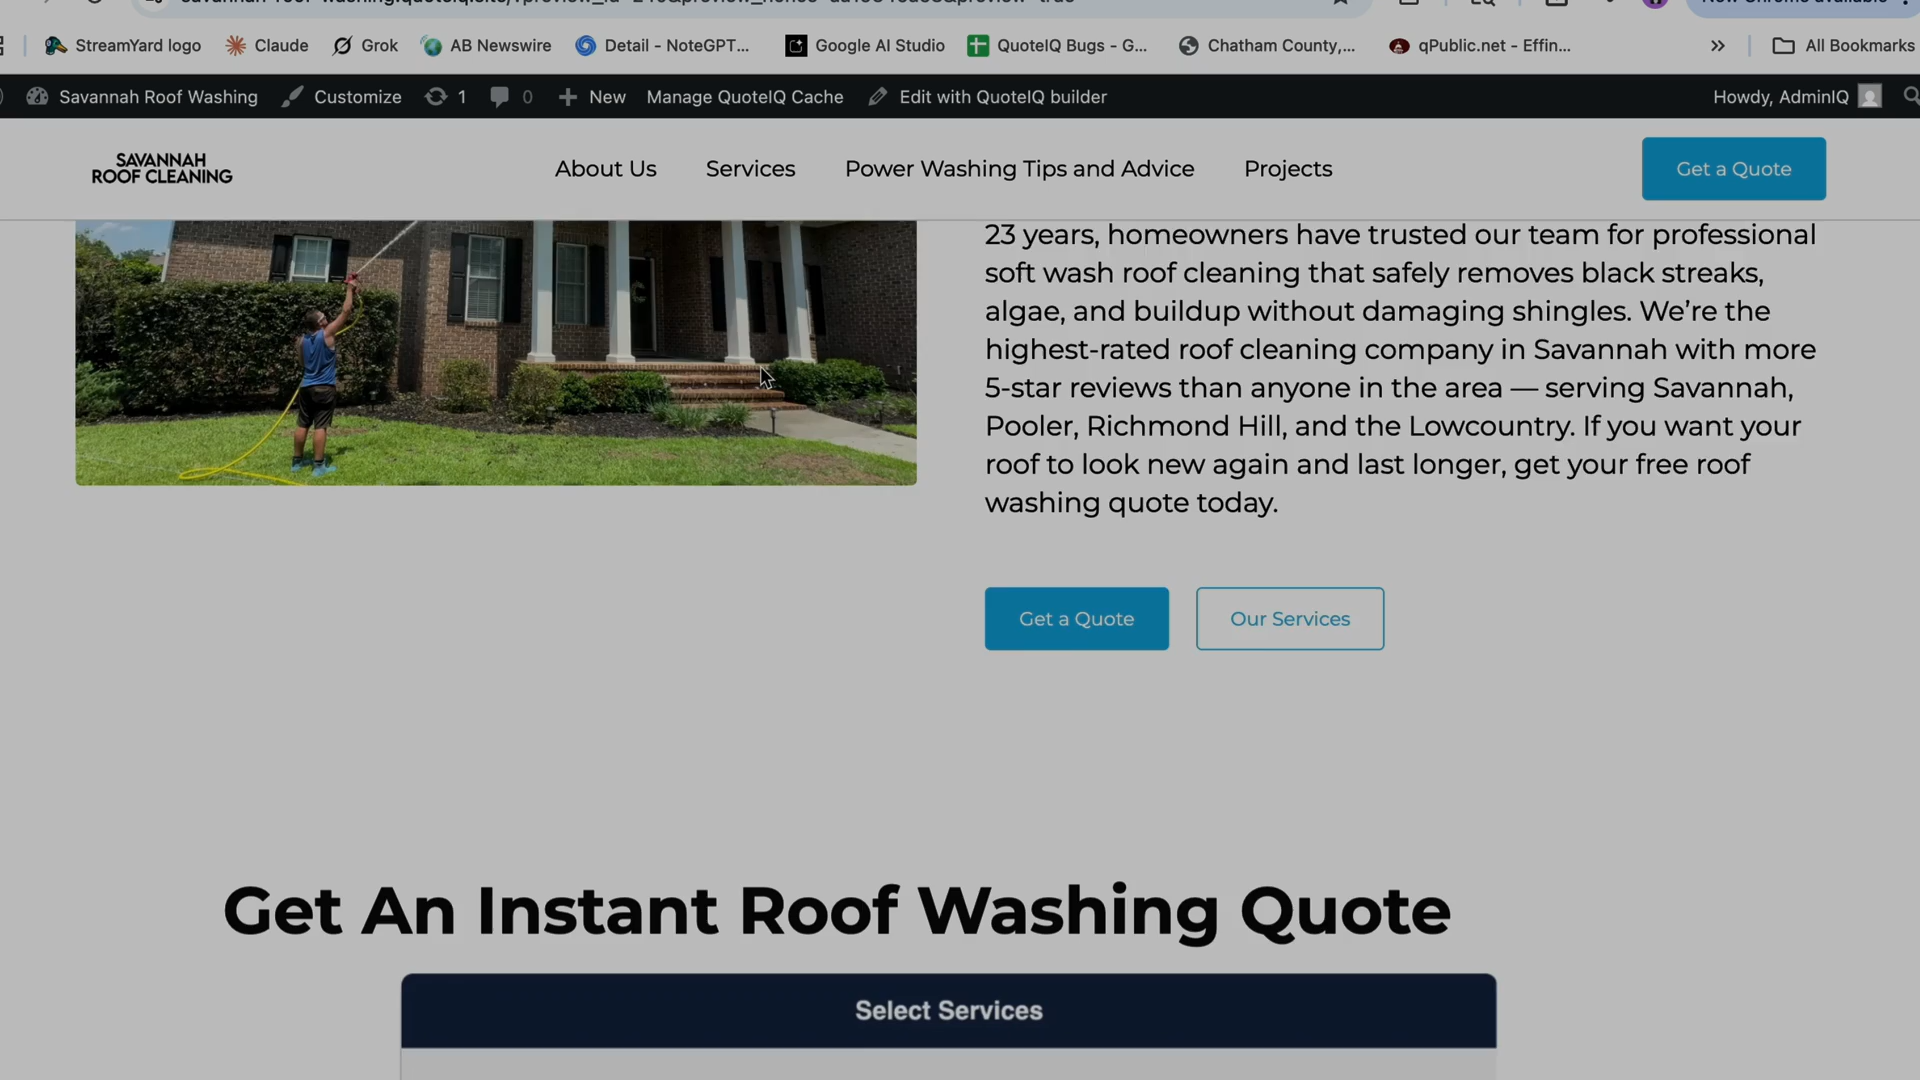 StreamYard logo
Claude
Grok
AB Newswire
Detail - NoteGPT...
Google AI Studio
QuoteIQ Bugs - G...
Chatham County,...
qPublic.net - Effin...
»
All Bookmarks
Savannah Roof Washing
Customize
1
0
New
Manage QuoteIQ Cache
Edit with QuoteIQ builder
Howdy, AdminIQ
SAVANNAH
ROOF CLEANING
About Us
Services
Power Washing Tips and Advice
Projects
Get a Quote
23 years, homeowners have trusted our team for professional
soft wash roof cleaning that safely removes black streaks,
algae, and buildup without damaging shingles. We’re the
highest-rated roof cleaning company in Savannah with more
5-star reviews than anyone in the area — serving Savannah,
Pooler, Richmond Hill, and the Lowcountry. If you want your
roof to look new again and last longer, get your free roof
washing quote today.
Get a Quote
Our Services
Get An Instant Roof Washing Quote
Select Services